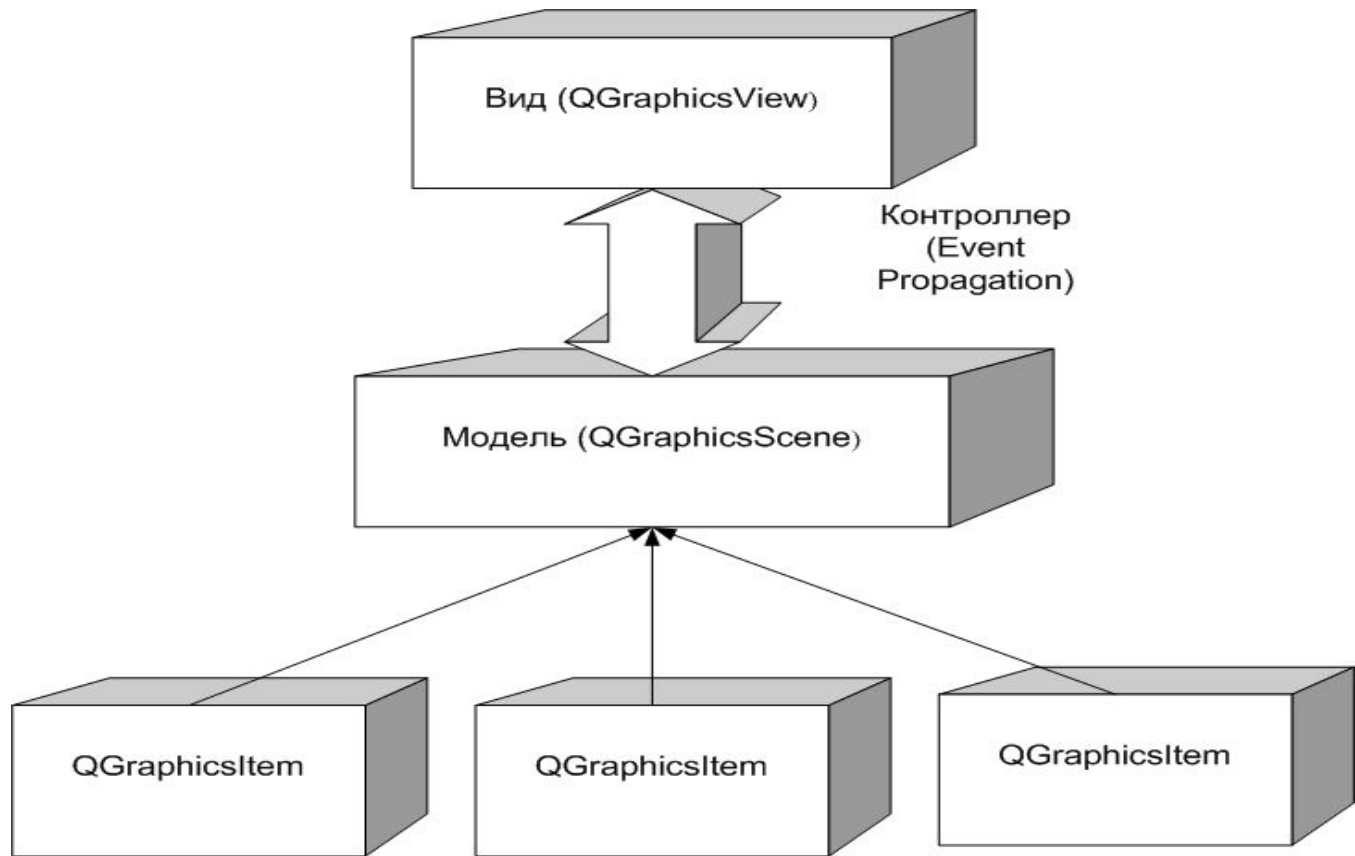 Вид (QGraphicsView)
Контроллер
(Event
Propagation)
Модель (QGraphicsScene)
QGraphicsItem
QGraphicsItem
QGraphicsItem